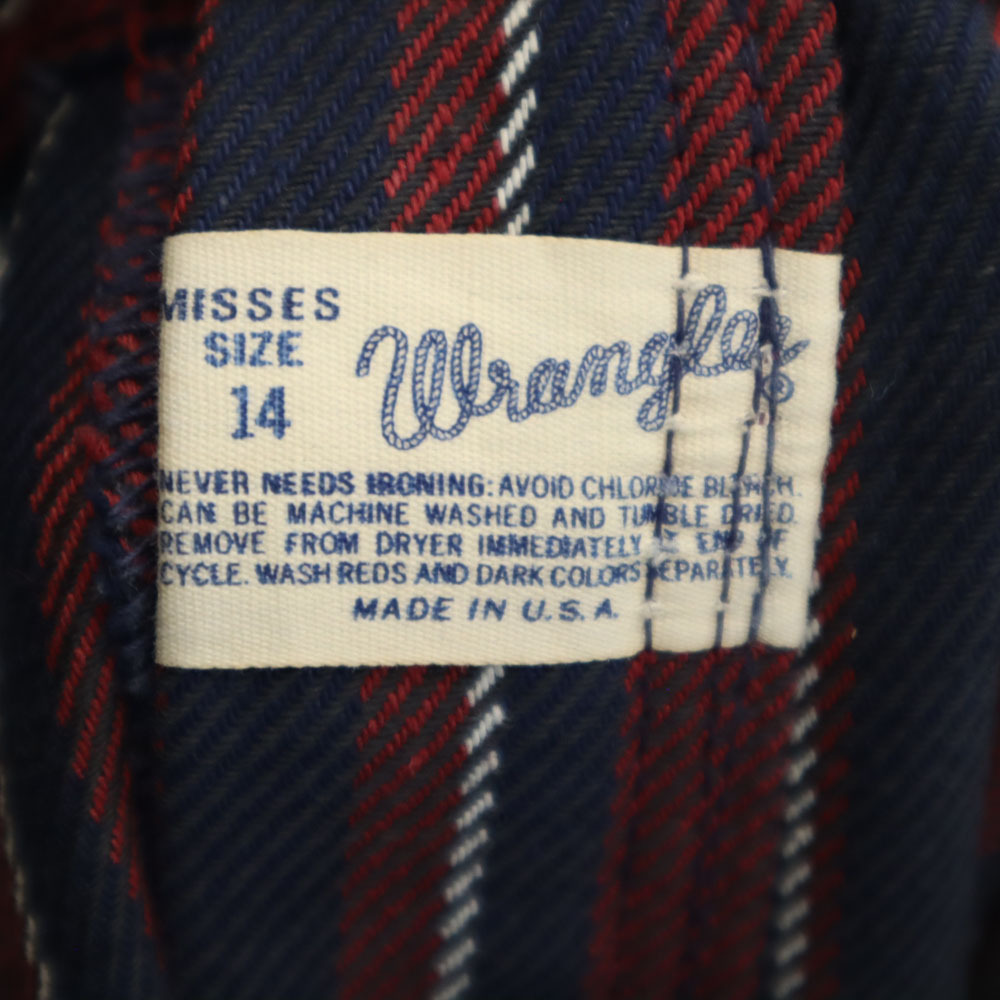 MISSES
SIZE
14
Wrangler®
NEVER NEEDS IRONING: AVOID CHLORINE BLEACH.
CAN BE MACHINE WASHED AND TUMBLE DRIED.
REMOVE FROM DRYER IMMEDIATELY AT END OF
CYCLE. WASH REDS AND DARK COLORS SEPARATELY.
MADE IN U.S.A.